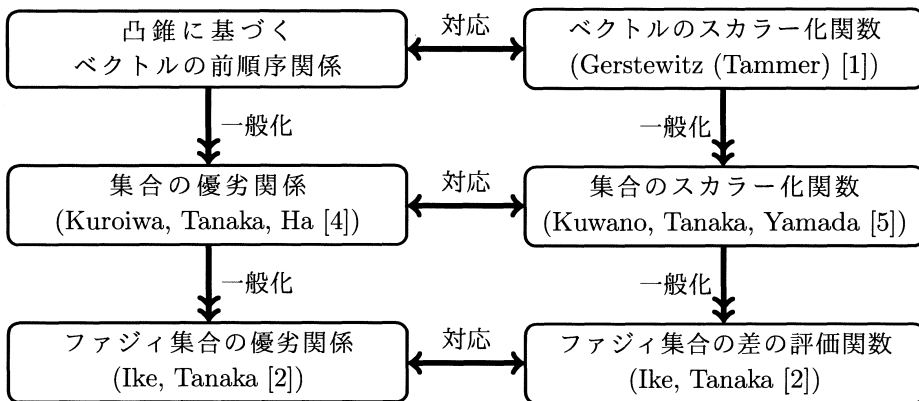 凸錐に基づく
ベクトルの前順序関係
対応
ベクトルのスカラー化関数
(Gerstewitz (Tammer) [1])
一般化
一般化
集合の優劣関係
(Kuroiwa, Tanaka, Ha [4])
対応
集合のスカラー化関数
(Kuwano, Tanaka, Yamada [5])
一般化
一般化
ファジィ集合の優劣関係
(Ike, Tanaka [2])
対応
ファジィ集合の差の評価関数
(Ike, Tanaka [2])